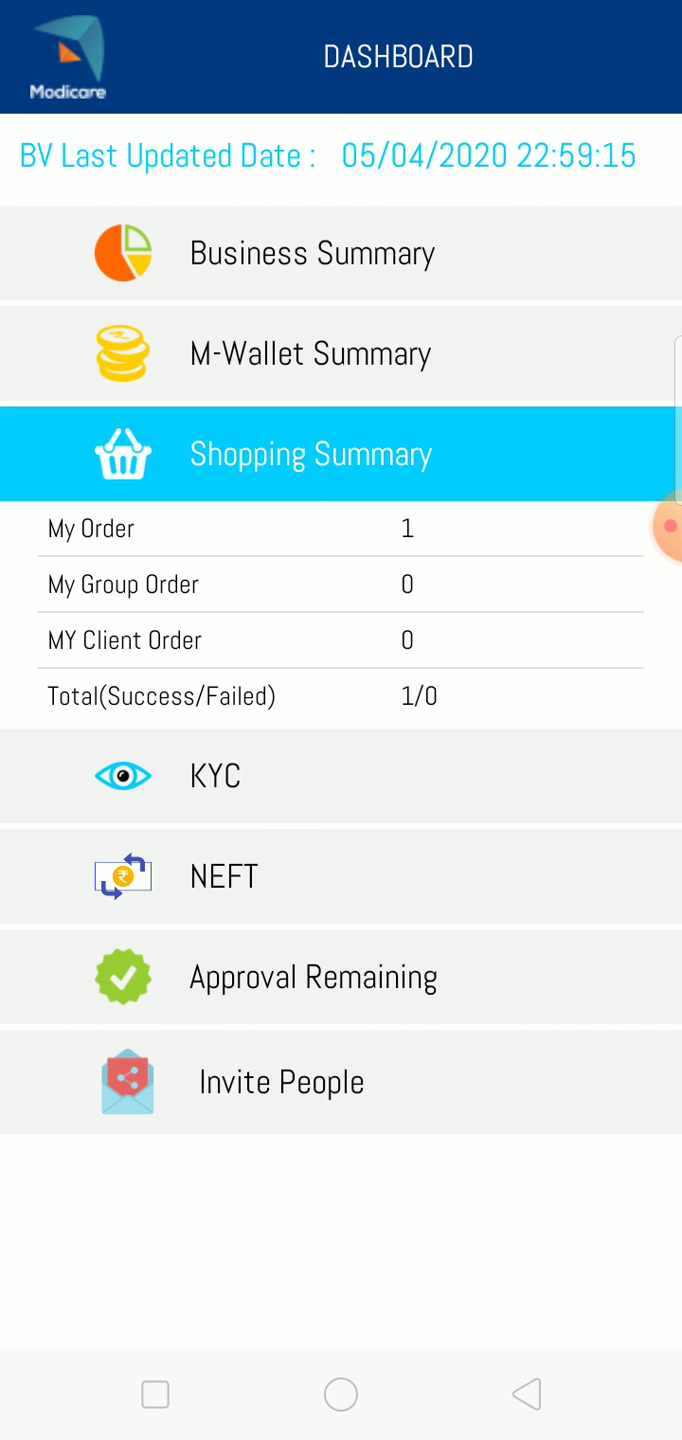 Modicare
DASHBOARD
BV Last Updated Date : 05/04/2020 22:59:15
Business Summary
M-Wallet Summary
Shopping Summary
My Order 1
My Group Order 0
MY Client Order 0
Total(Success/Failed) 1/0
KYC
₹ NEFT
Approval Remaining
Invite People